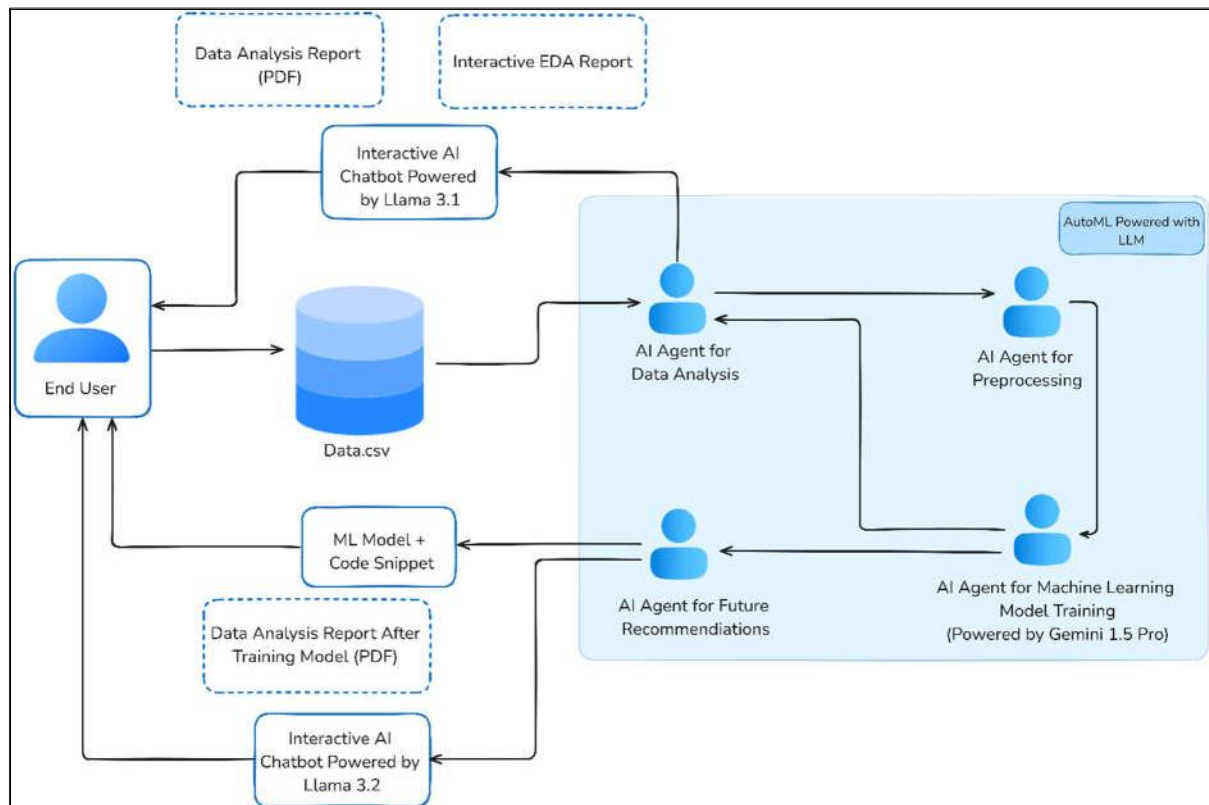 Data Analysis Report
(PDF)
Interactive EDA Report
Interactive AI
Chatbot Powered
by Llama 3.1
AutoML Powered with
LLM
End User
Data.csv
AI Agent for
Data Analysis
AI Agent for
Preprocessing
ML Model +
Code Snippet
AI Agent for Future
Recommendiations
AI Agent for Machine Learning
Model Training
(Powered by Gemini 1.5 Pro)
Data Analysis Report After
Training Model (PDF)
Interactive AI
Chatbot Powered by
Llama 3.2